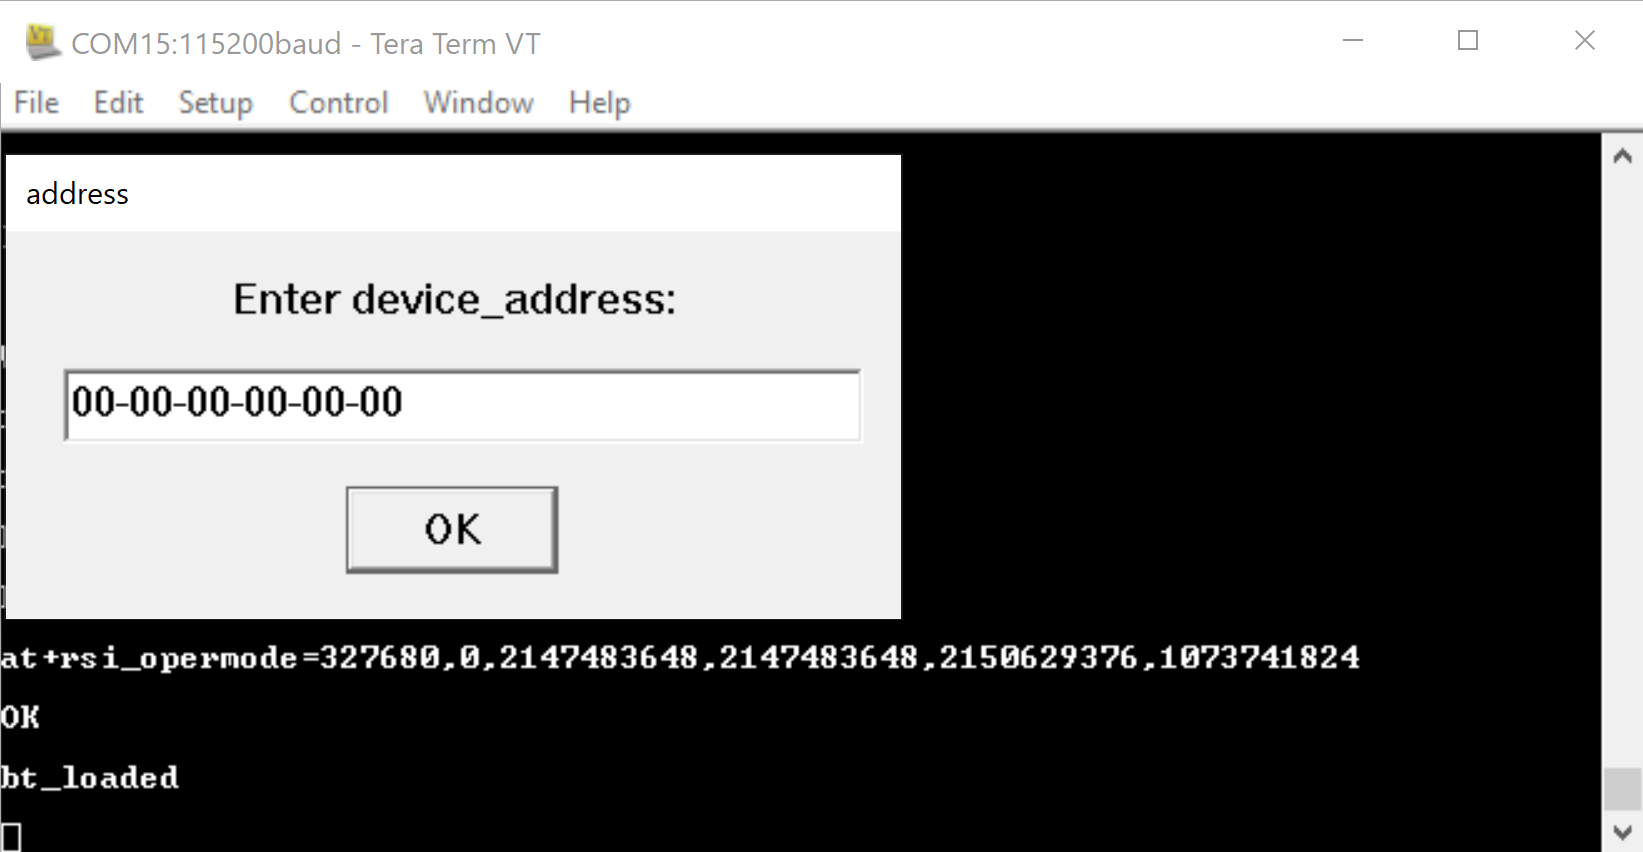 COM15:115200baud - Tera Term VT
File Edit Setup Control Window Help
address
Enter device_address:
00-00-00-00-00-00
OK
at+rsi_opermode=327680,0,2147483648,2147483648,2150629376,1073741824
OK
bt_loaded